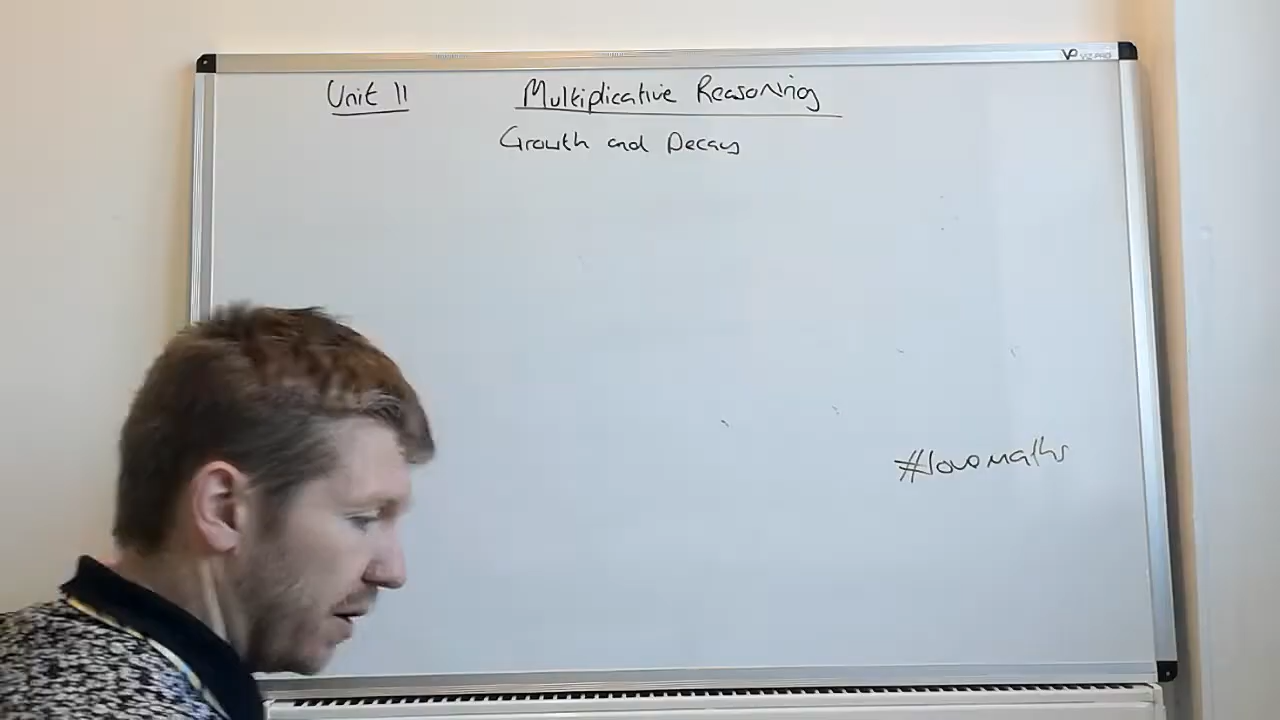 Unit 11
Multiplicative Reasoning
Growth and Decay
#lovemaths